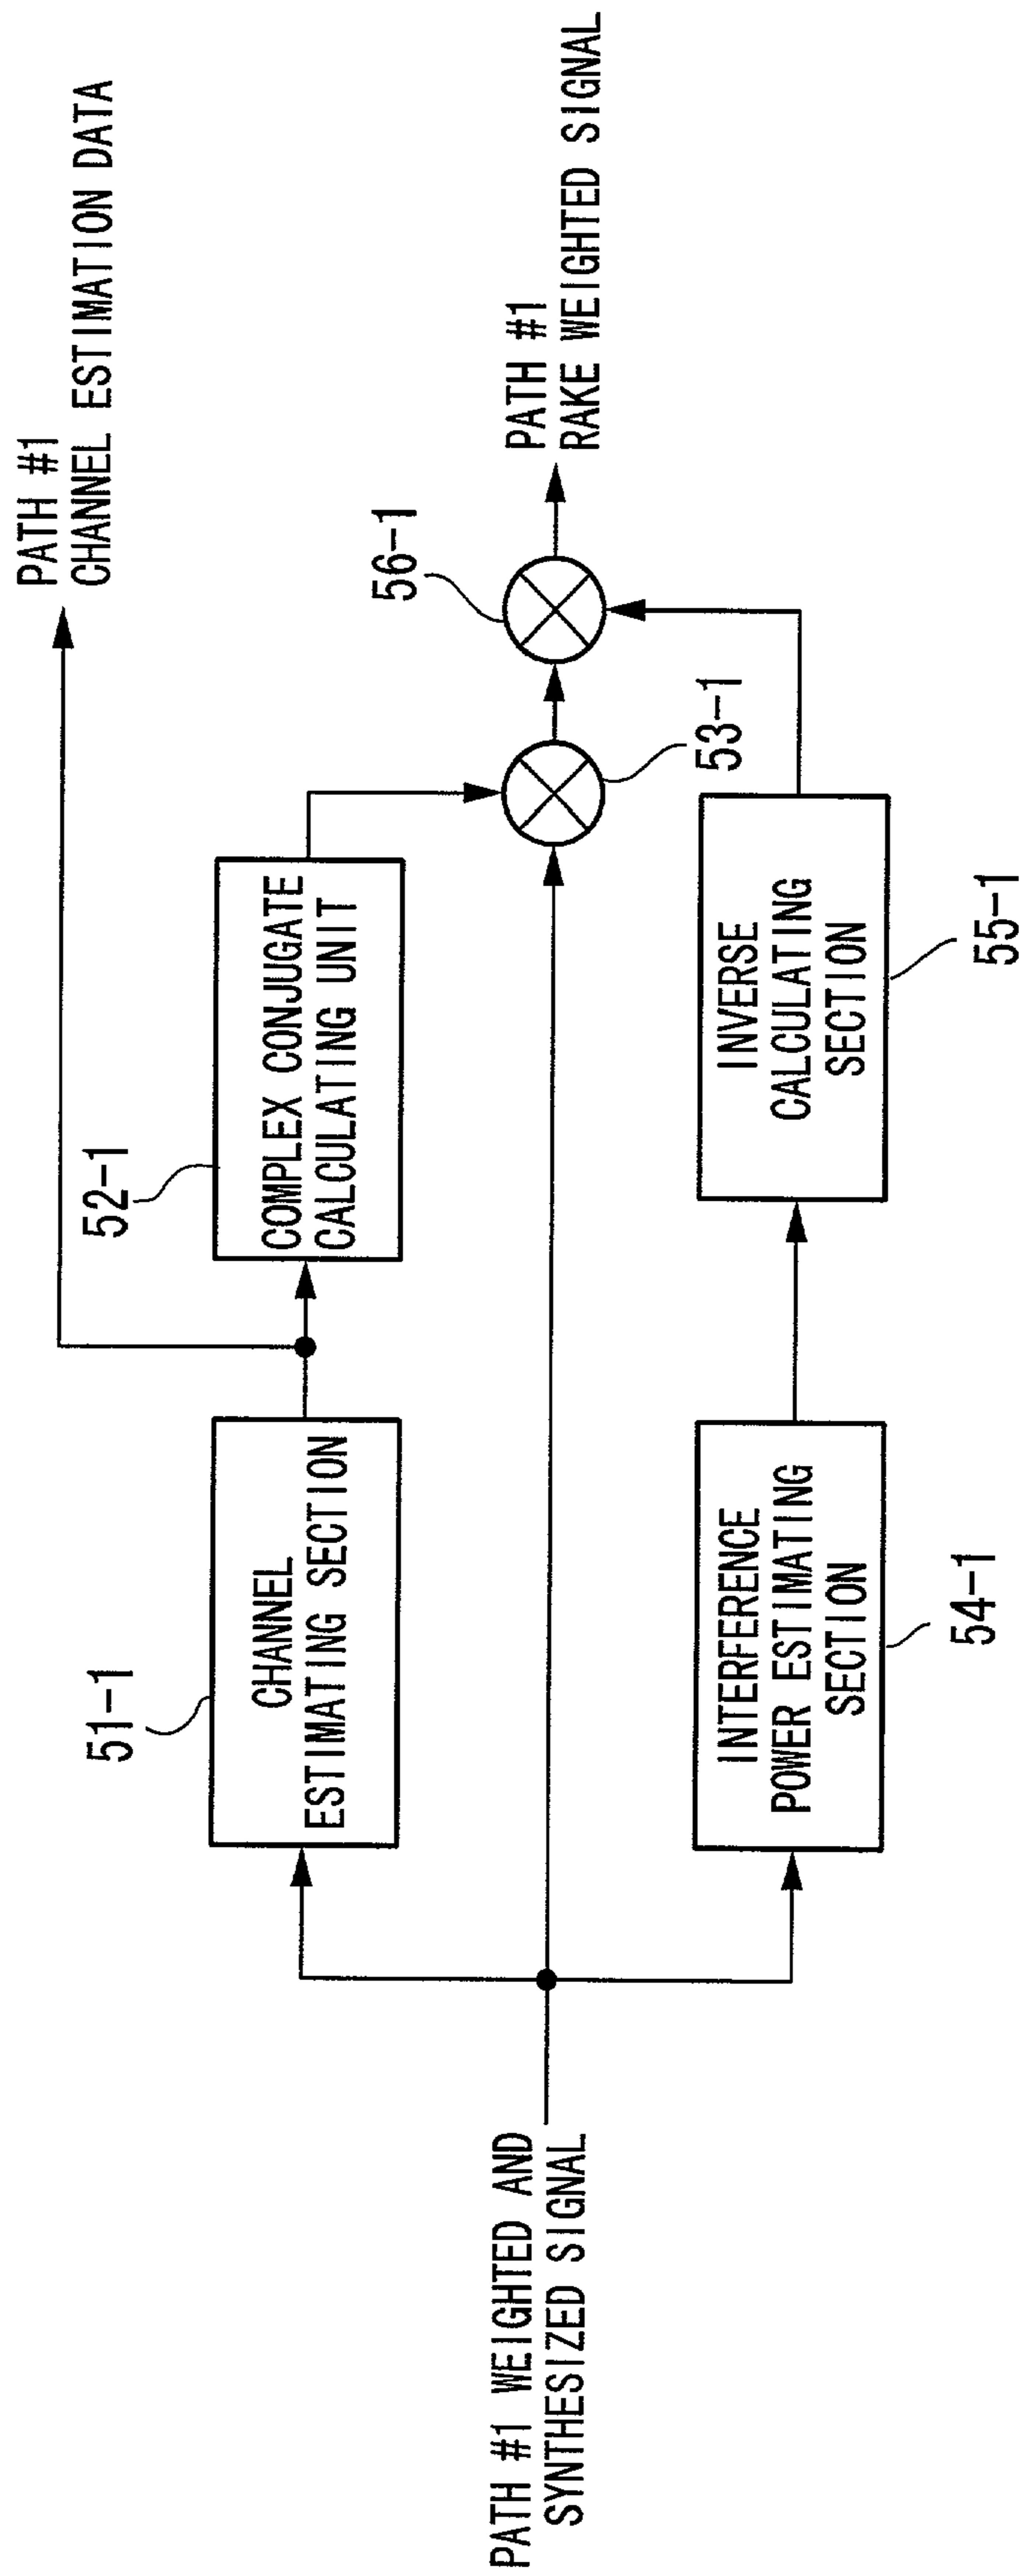 PATH #1
CHANNEL ESTIMATION DATA
51-1
CHANNEL
ESTIMATING SECTION
52-1
COMPLEX CONJUGATE
CALCULATING UNIT
56-1
PATH #1
RAKE WEIGHTED SIGNAL
PATH #1 WEIGHTED AND
SYNTHESIZED SIGNAL
53-1
INTERFERENCE
POWER ESTIMATING
SECTION
54-1
INVERSE
CALCULATING
SECTION
55-1